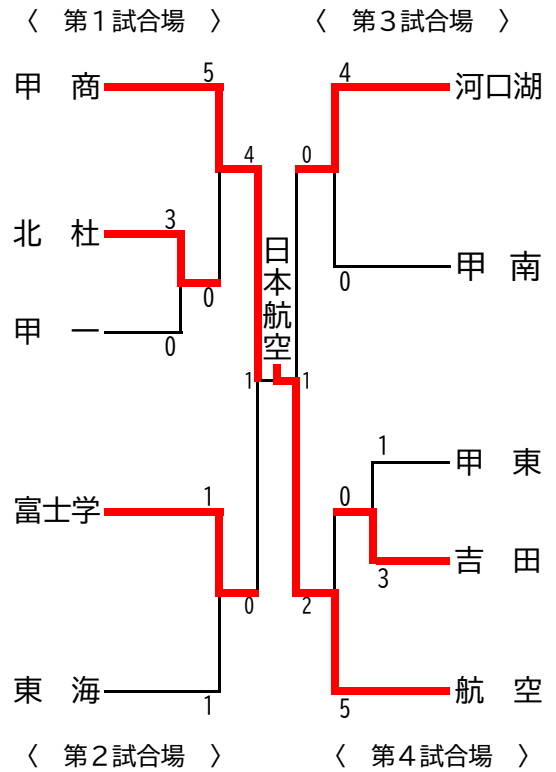 〈 第１試合場 〉
〈 第３試合場 〉
甲 商
5
4
河口湖
4
0
北 杜
3
0
甲 一
0
0
甲 南
日本航空
1
1
富士学
1
0
東 海
1
1
甲 東
0
3
吉 田
2
5
航 空
〈 第２試合場 〉
〈 第４試合場 〉